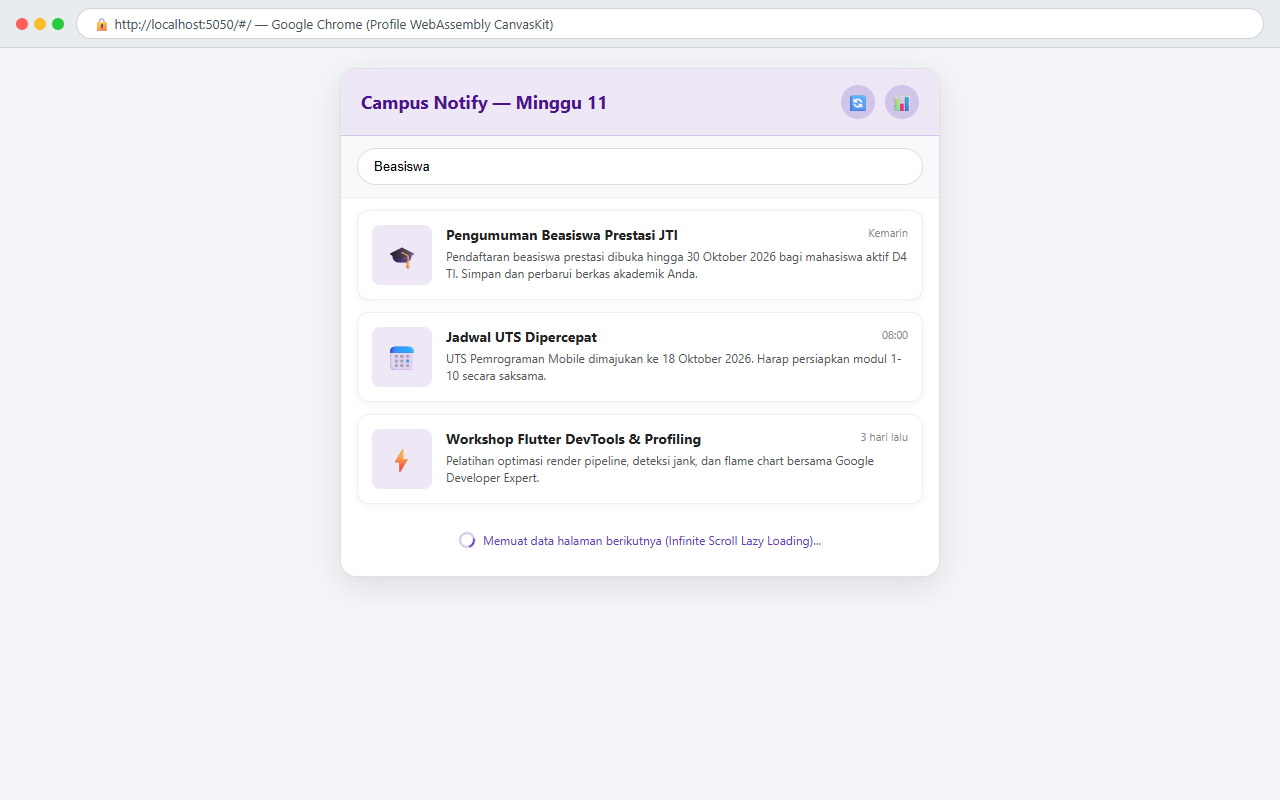 http://localhost:5050/#/ — Google Chrome (Profile WebAssembly CanvasKit)
Campus Notify — Minggu 11
Beasiswa
Pengumuman Beasiswa Prestasi JTI
Kemarin
Pendaftaran beasiswa prestasi dibuka hingga 30 Oktober 2026 bagi mahasiswa aktif D4
TI. Simpan dan perbarui berkas akademik Anda.
Jadwal UTS Dipercepat
08:00
UTS Pemrograman Mobile dimajukan ke 18 Oktober 2026. Harap persiapkan modul 1-
10 secara saksama.
Workshop Flutter DevTools & Profiling
3 hari lalu
Pelatihan optimasi render pipeline, deteksi jank, dan flame chart bersama Google
Developer Expert.
Memuat data halaman berikutnya (Infinite Scroll Lazy Loading)...